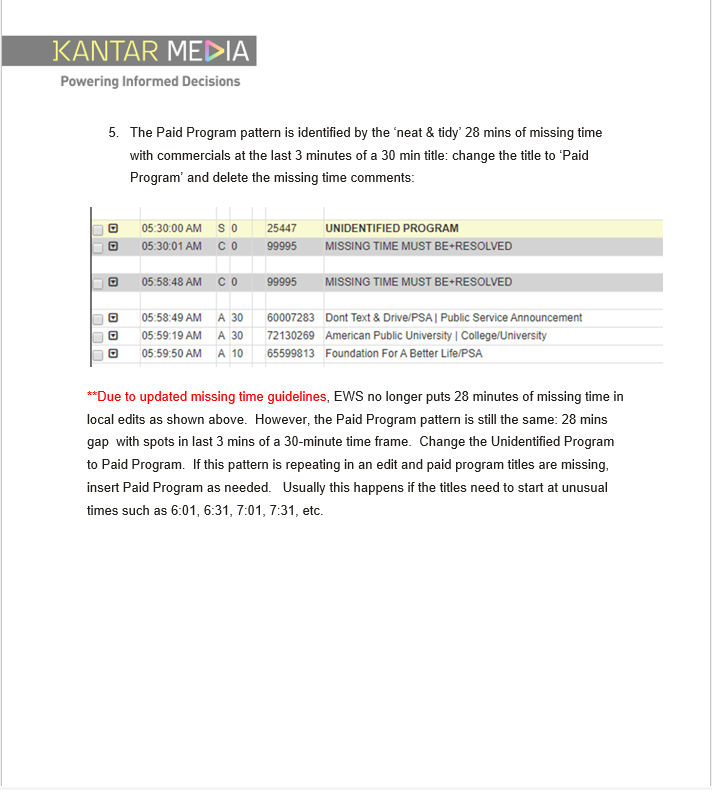 KANTAR MEDIA
Powering Informed Decisions
5. The Paid Program pattern is identified by the ‘neat & tidy’ 28 mins of missing time
with commercials at the last 3 minutes of a 30 min title: change the title to ‘Paid
Program’ and delete the missing time comments:
05:30:00 AM S 0 25447 UNIDENTIFIED PROGRAM
05:30:01 AM C 0 99995 MISSING TIME MUST BE+RESOLVED
05:58:48 AM C 0 99995 MISSING TIME MUST BE+RESOLVED
05:58:49 AM A 30 60007283 Dont Text & Drive/PSA | Public Service Announcement
05:59:19 AM A 30 72130269 American Public University | College/University
05:59:50 AM A 10 65599813 Foundation For A Better Life/PSA
**Due to updated missing time guidelines, EWS no longer puts 28 minutes of missing time in
local edits as shown above.  However, the Paid Program pattern is still the same: 28 mins
gap  with spots in last 3 mins of a 30-minute time frame.  Change the Unidentified Program
to Paid Program.  If this pattern is repeating in an edit and paid program titles are missing,
insert Paid Program as needed.   Usually this happens if the titles need to start at unusual
times such as 6:01, 6:31, 7:01, 7:31, etc.